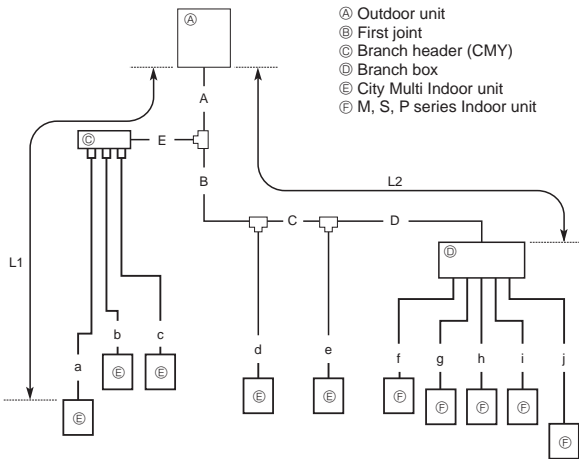 Ⓐ
Ⓐ Outdoor unit
Ⓑ First joint
Ⓒ Branch header (CMY)
Ⓓ Branch box
Ⓔ City Multi Indoor unit
Ⓕ M, S, P series Indoor unit
A
Ⓒ
E
B
L2
C
D
Ⓓ
L1
a
b
c
d
e
f
g
h
i
j
Ⓔ
Ⓔ
Ⓔ
Ⓔ
Ⓔ
Ⓕ
Ⓕ
Ⓕ
Ⓕ
Ⓕ